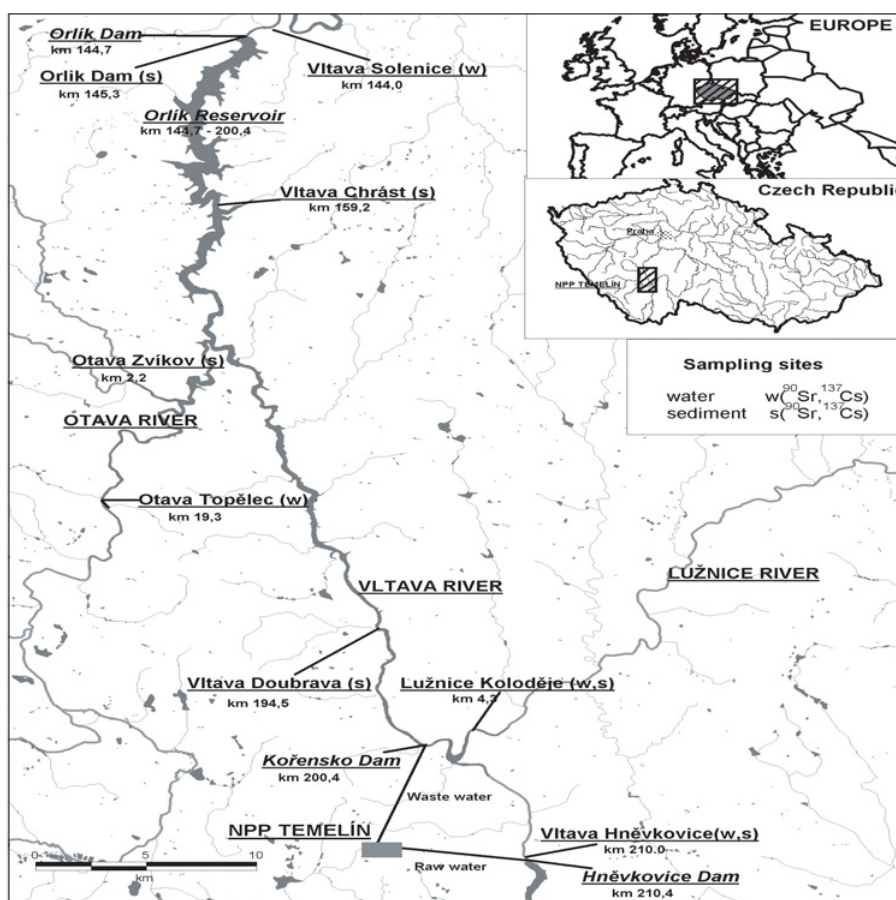 Orlík Dam
km 144,7
Orlik Dam (s)
km 145,3
Vltava Solenice (w)
km 144,0
Orlík Reservoir
km 144,7 - 200,4
Vltava Chrást (s)
km 159,2
EUROPE
Czech Republic
Praha
NPP TEMELÍN
Sampling sites
water w(90Sr,137Cs)
sediment s(90Sr,137Cs)
Otava Zvíkov (s)
km 2,2
OTAVA RIVER
Otava Topělec (w)
km 19,3
VLTAVA RIVER
LUŽNICE RIVER
Vltava Doubrava (s)
km 194,5
Lužnice Koloděje (w,s)
km 4,3
Kořensko Dam
km 200,4
Waste water
NPP TEMELÍN
Raw water
Vltava Hněvkovice(w,s)
km 210.0
Hněvkovice Dam
km 210,4
0 5 10
km